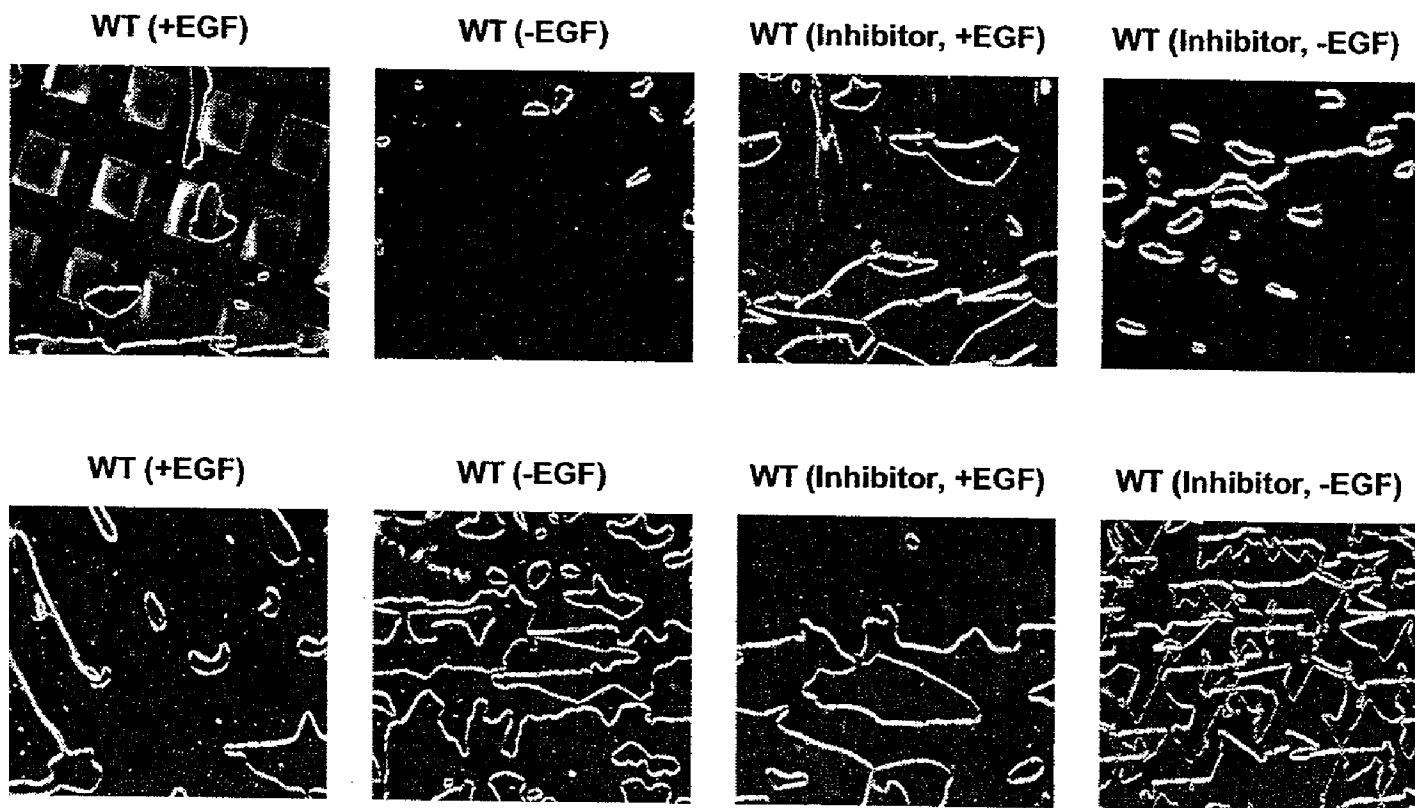 WT (+EGF)
WT (-EGF)
WT (Inhibitor, +EGF)
WT (Inhibitor, -EGF)
WT (+EGF)
WT (-EGF)
WT (Inhibitor, +EGF)
WT (Inhibitor, -EGF)